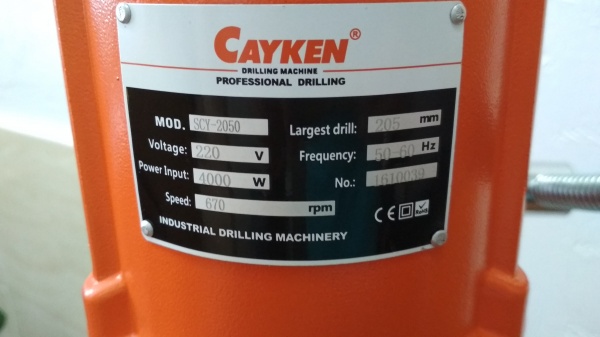 CAYKEN®
DRILLING MACHINE
PROFESSIONAL DRILLING
MOD. SCY-2050
Largest drill: 205 mm
Voltage: 220 V
Frequency: 50-60 Hz
Power Input: 4000 W
No.: 1610039
Speed: 670 rpm
CE RoHS
INDUSTRIAL DRILLING MACHINERY